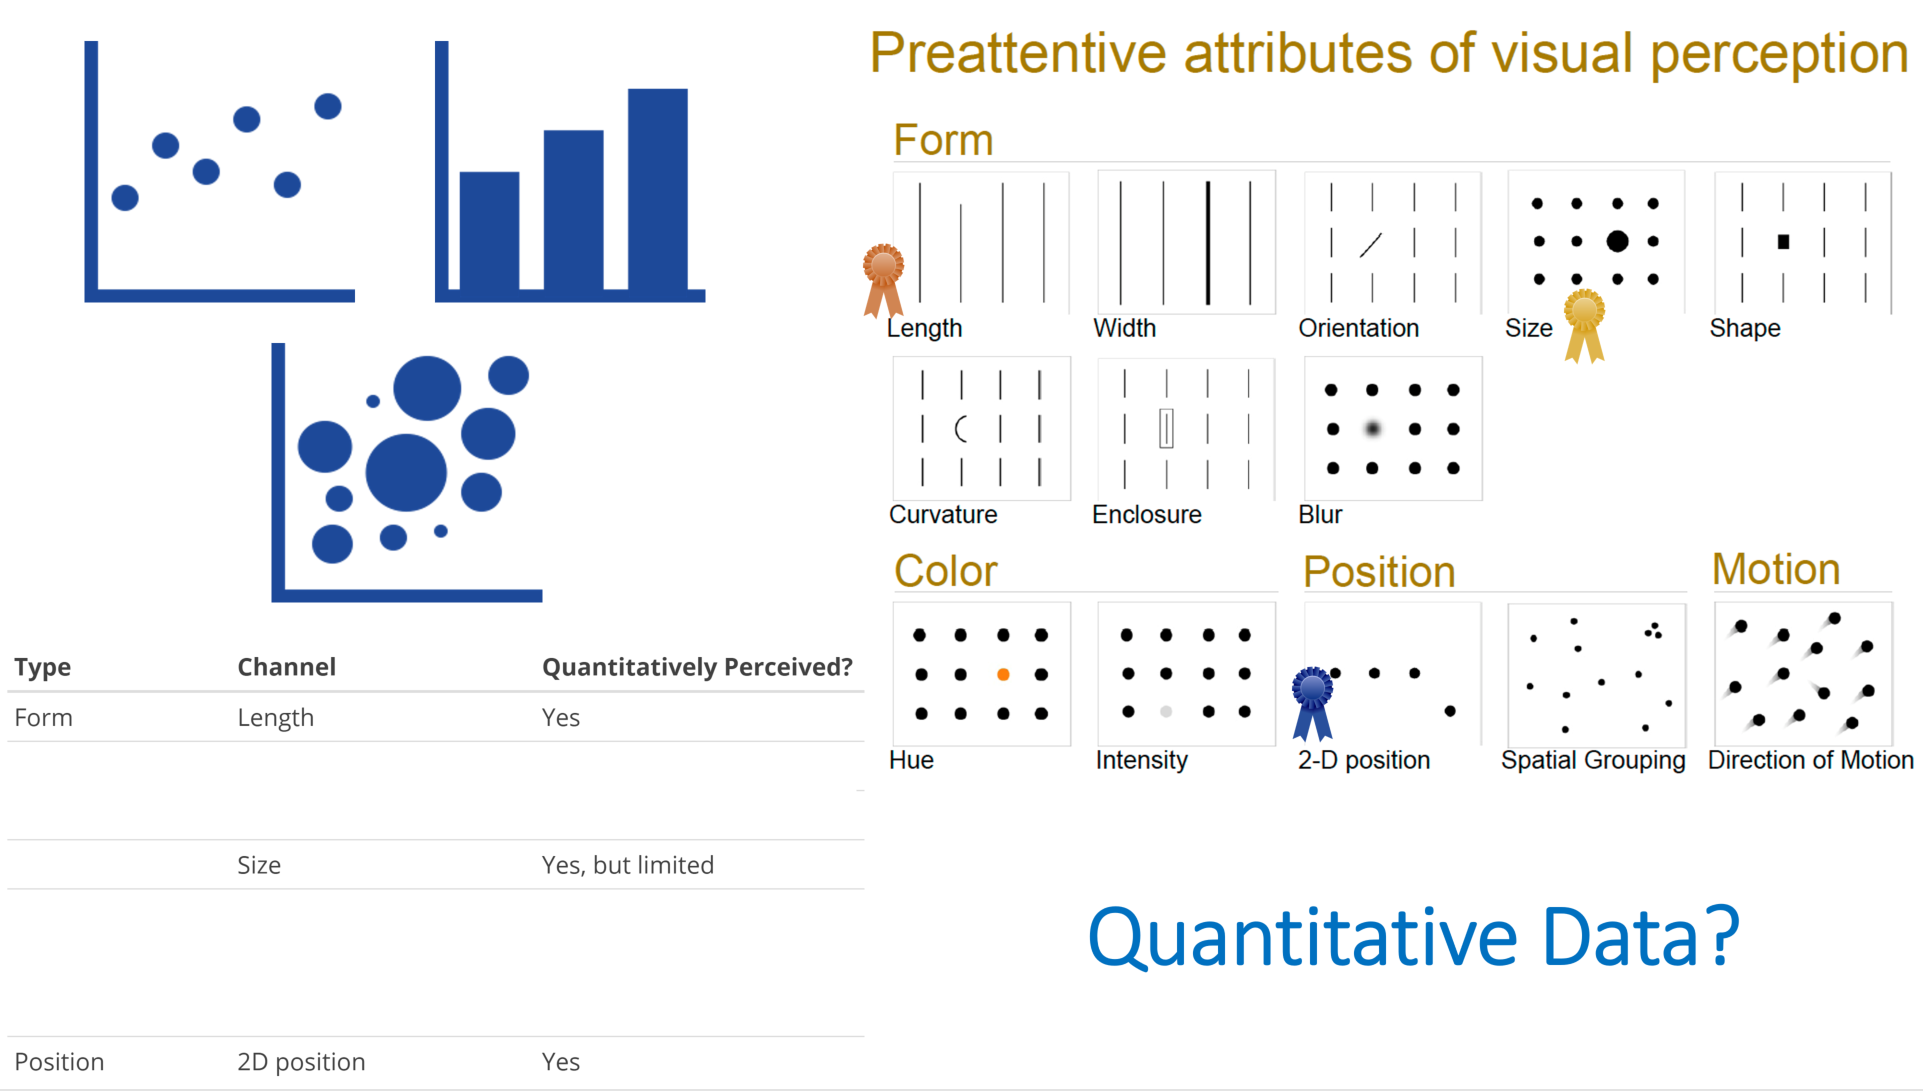 Preattentive attributes of visual perception
Form
Length Width Orientation Size Shape
Curvature Enclosure Blur
Color Position Motion
Hue Intensity 2-D position Spatial Grouping Direction of Motion
Type Channel Quantitatively Perceived?
Form Length Yes
Size Yes, but limited
Position 2D position Yes
Quantitative Data?